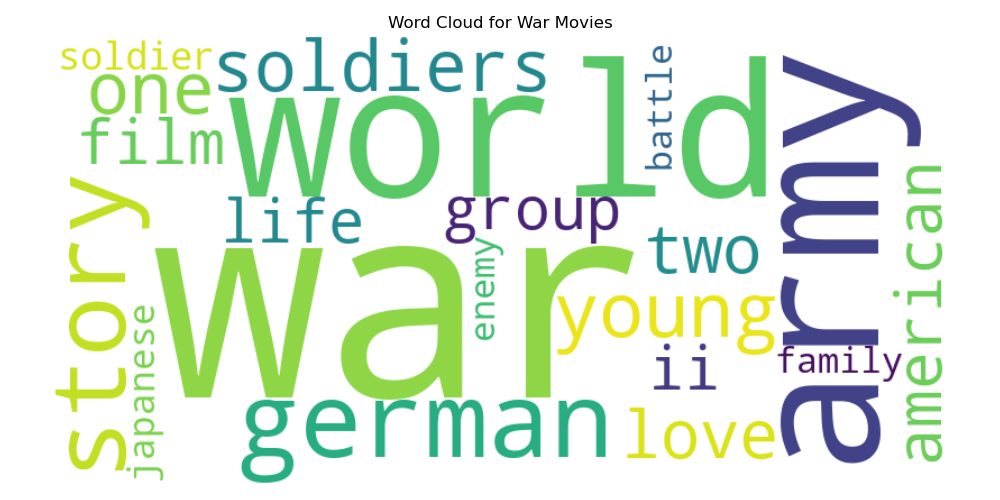 Word Cloud for War Movies
soldier
soldiers
one
world
battle
army
film
story
life
group
american
two
war
enemy
young
japanese
ii
family
german
love